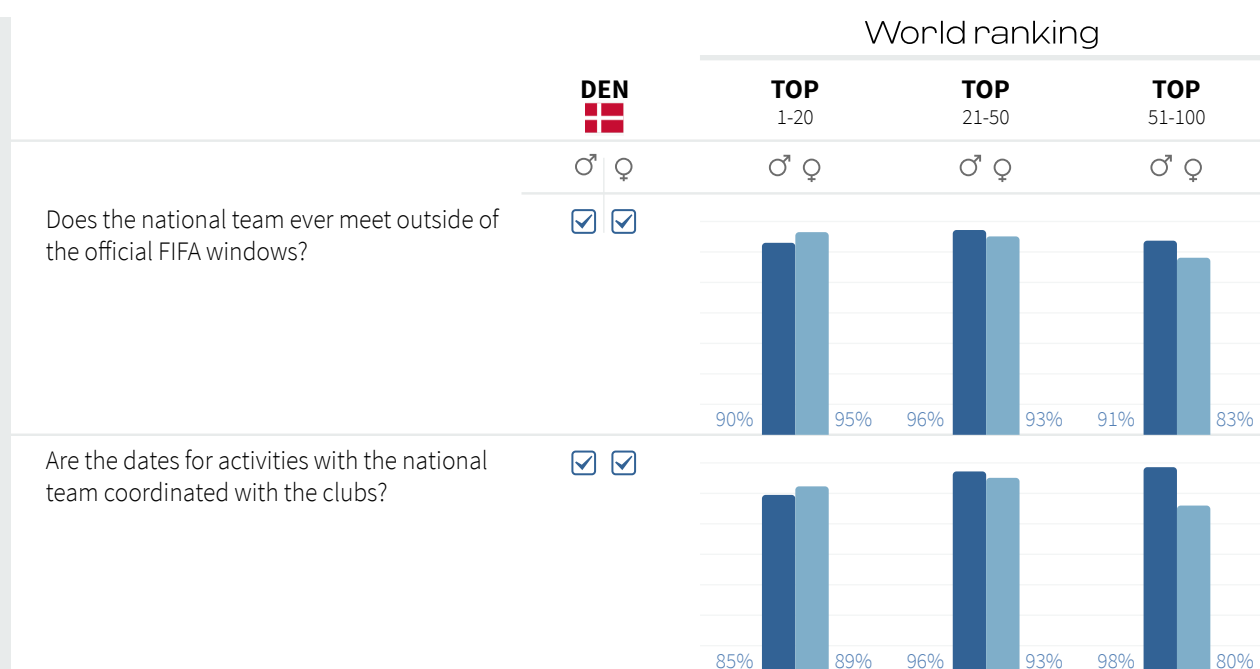 World ranking
DEN
TOP
TOP
TOP
1-20
21-50
51-100
♂ ♀
♂ ♀
♂ ♀
♂ ♀
Does the national team ever meet outside of
the official FIFA windows?
90%
95%
96%
93%
91%
83%
Are the dates for activities with the national
team coordinated with the clubs?
85%
89%
96%
93%
98%
80%